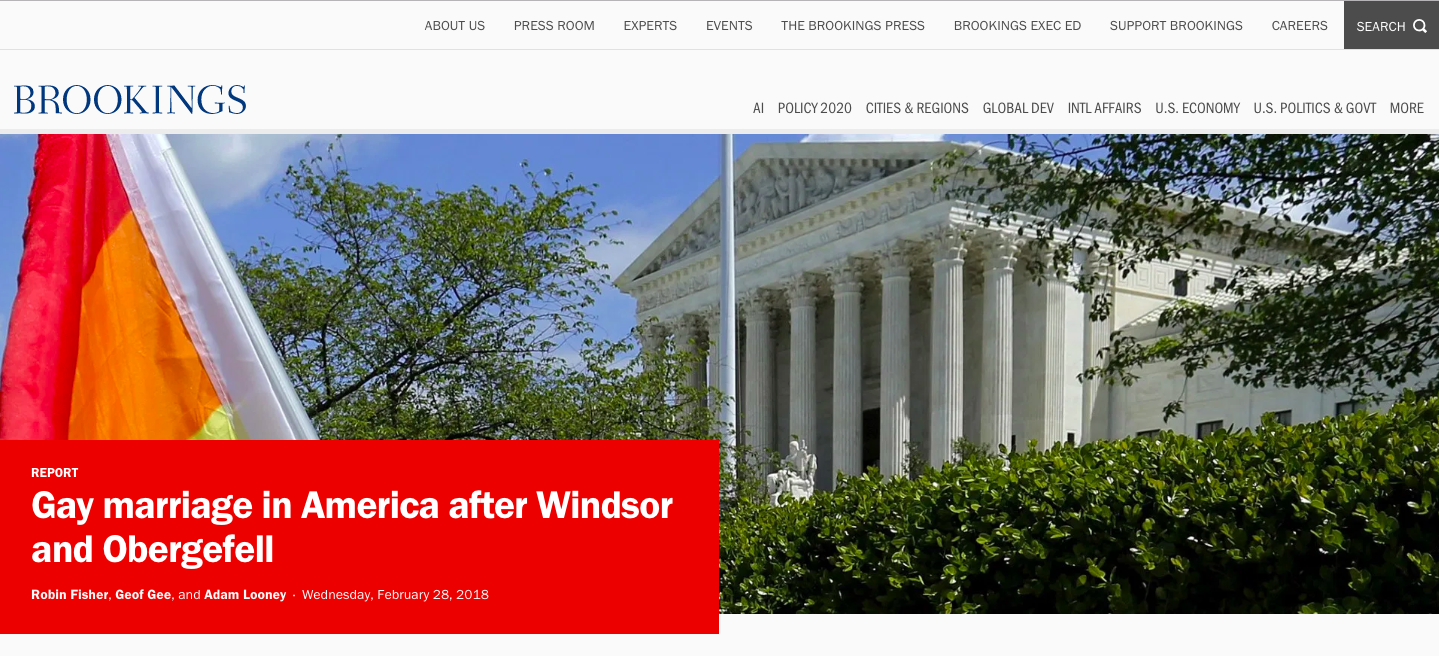 ABOUT US PRESS ROOM EXPERTS EVENTS THE BROOKINGS PRESS BROOKINGS EXEC ED SUPPORT BROOKINGS CAREERS SEARCH
BROOKINGS
AI POLICY 2020 CITIES & REGIONS GLOBAL DEV INTL AFFAIRS U.S. ECONOMY U.S. POLITICS & GOVT MORE
REPORT
Gay marriage in America after Windsor
and Obergefell
Robin Fisher, Geof Gee, and Adam Looney · Wednesday, February 28, 2018